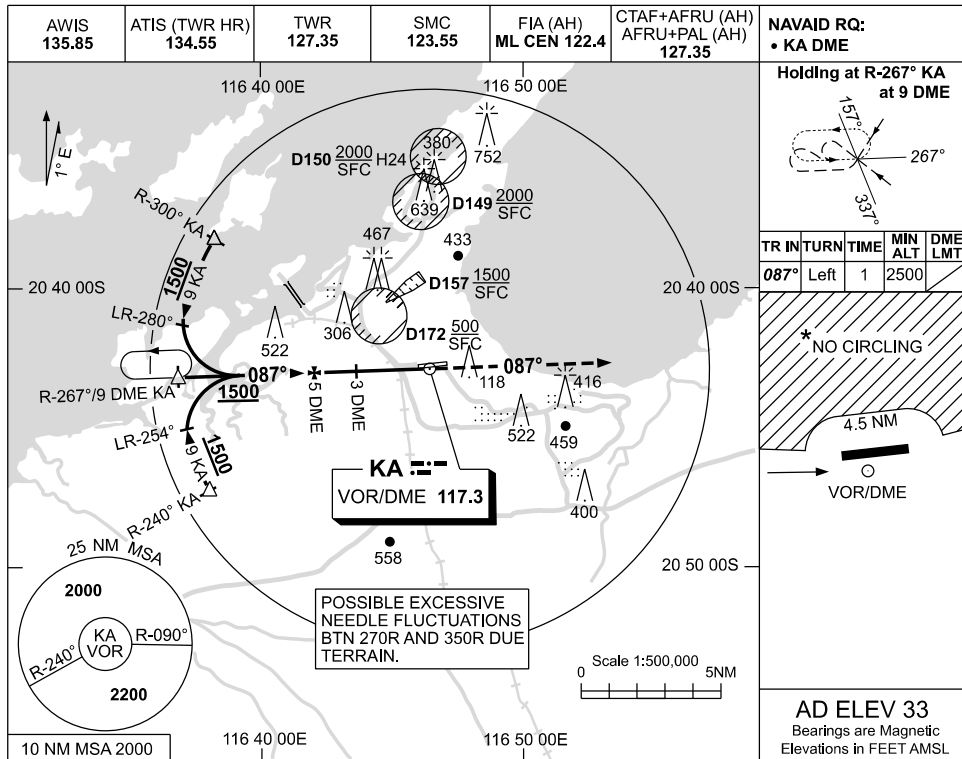 AWIS
135.85
ATIS (TWR HR)
134.55
TWR
127.35
SMC
123.55
FIA (AH)
ML CEN 122.4
CTAF+AFRU (AH)
AFRU+PAL (AH)
127.35
NAVAID RQ:
• KA DME
116 40 00E
116 50 00E
1° E
D150 2000 H24
SFC
380
752
639
D149 2000
SFC
R-300° KA
467
433
1500
9 KA
D157 1500
SFC
20 40 00S
20 40 00S
LR-280°
306
522
D172 500
SFC
087°
087°
118
416
R-267°/9 DME KA
1500
5 DME
3 DME
522
459
LR-254°
1500
9 KA
KA
VOR/DME 117.3
400
R-240° KA
558
20 50 00S
25 NM MSA
2000
KA
VOR
R-090°
R-240°
2200
POSSIBLE EXCESSIVE
NEEDLE FLUCTUATIONS
BTN 270R AND 350R DUE
TERRAIN.
Scale 1:500,000
0
5NM
10 NM MSA 2000
116 40 00E
116 50 00E
Holding at R-267° KA
at 9 DME
157°
267°
337°
TR IN TURN TIME MIN ALT DME LMT
087° Left 1 2500
*NO CIRCLING
4.5 NM
VOR/DME
AD ELEV 33
Bearings are Magnetic
Elevations in FEET AMSL